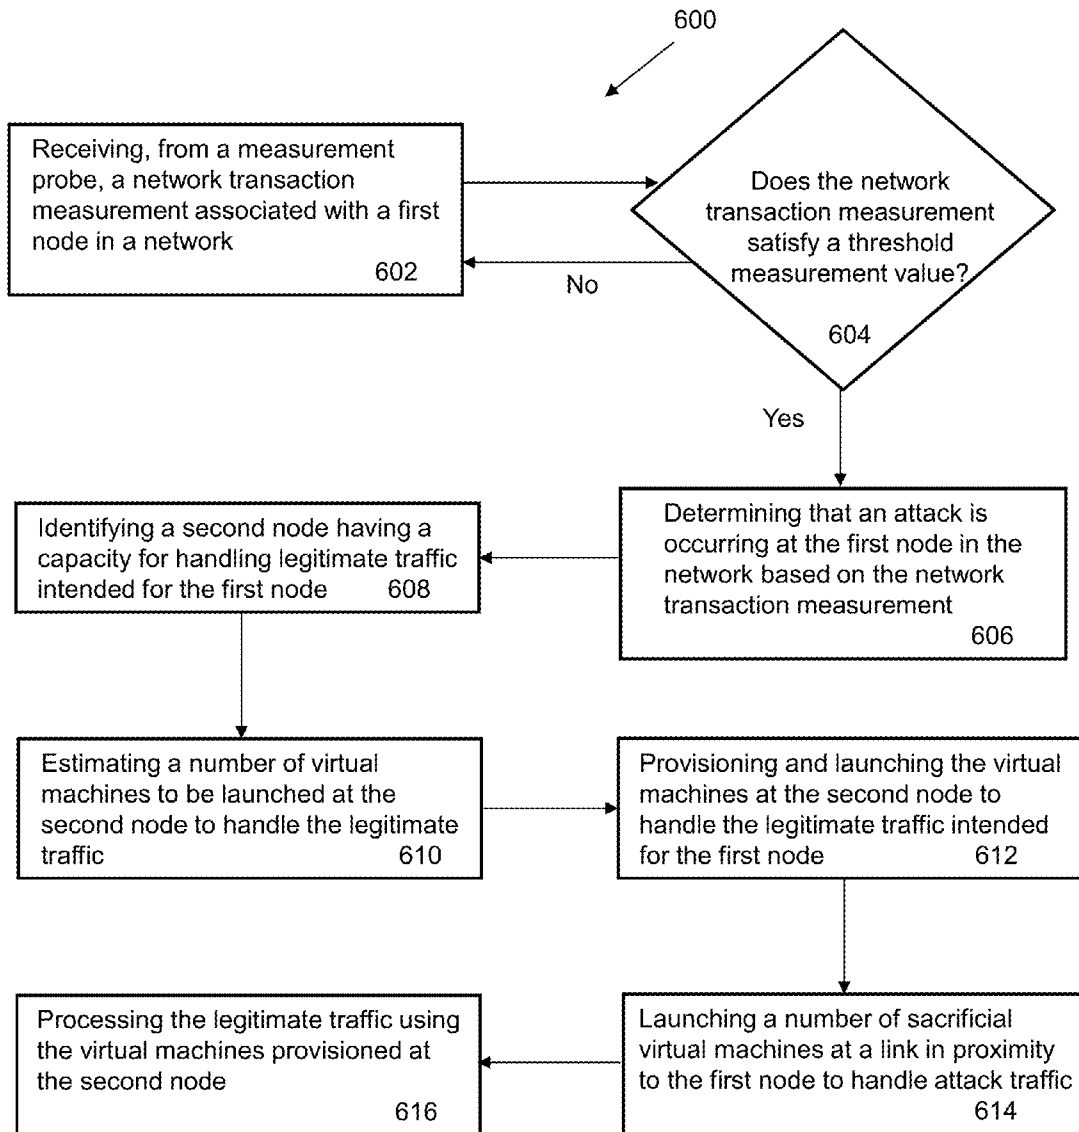 600
Receiving, from a measurement
probe, a network transaction
measurement associated with a first
node in a network
602
Does the network
transaction measurement
satisfy a threshold
measurement value?
604
No
Yes
Determining that an attack is
occurring at the first node in the
network based on the network
transaction measurement
606
Identifying a second node having a
capacity for handling legitimate traffic
intended for the first node 608
Estimating a number of virtual
machines to be launched at the
second node to handle the legitimate
traffic 610
Provisioning and launching the virtual
machines at the second node to
handle the legitimate traffic intended
for the first node 612
Launching a number of sacrificial
virtual machines at a link in proximity
to the first node to handle attack traffic
614
Processing the legitimate traffic using
the virtual machines provisioned at
the second node
616